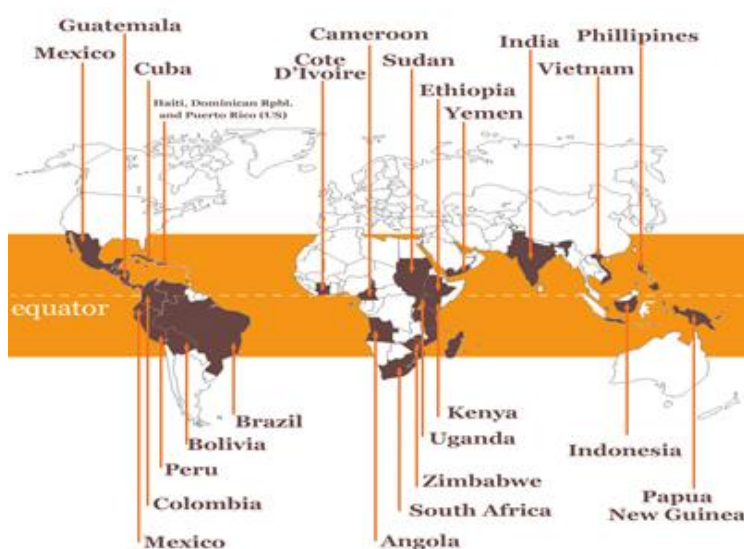 Guatemala
Mexico
Cuba
Haiti, Dominican Rpbl.
and Puerto Rico (US)
Cameroon
Cote
D'Ivoire
Sudan
Ethiopia
Yemen
India
Phillipines
Vietnam
equator
Brazil
Bolivia
Peru
Colombia
Mexico
Kenya
Uganda
Zimbabwe
South Africa
Angola
Indonesia
Papua
New Guinea